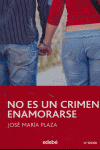 NO ES UN CRIMEN
ENAMORARSE
JOSÉ MARÍA PLAZA
edebé